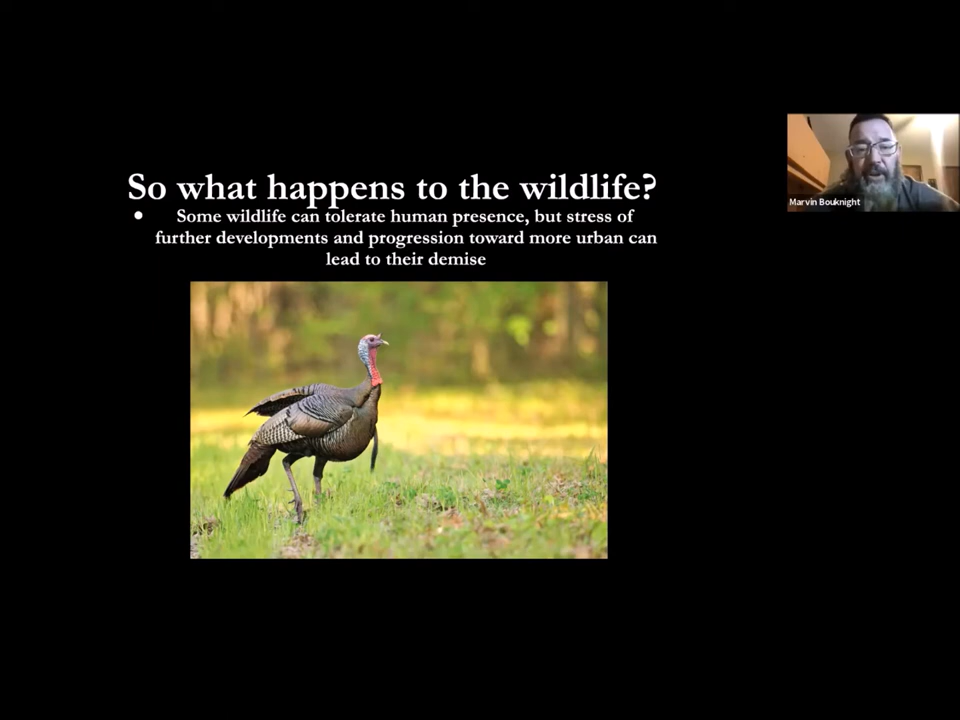 So what happens to the wildlife?
• Some wildlife can tolerate human presence, but stress of
further developments and progression toward more urban can
lead to their demise
Marvin Bouknight